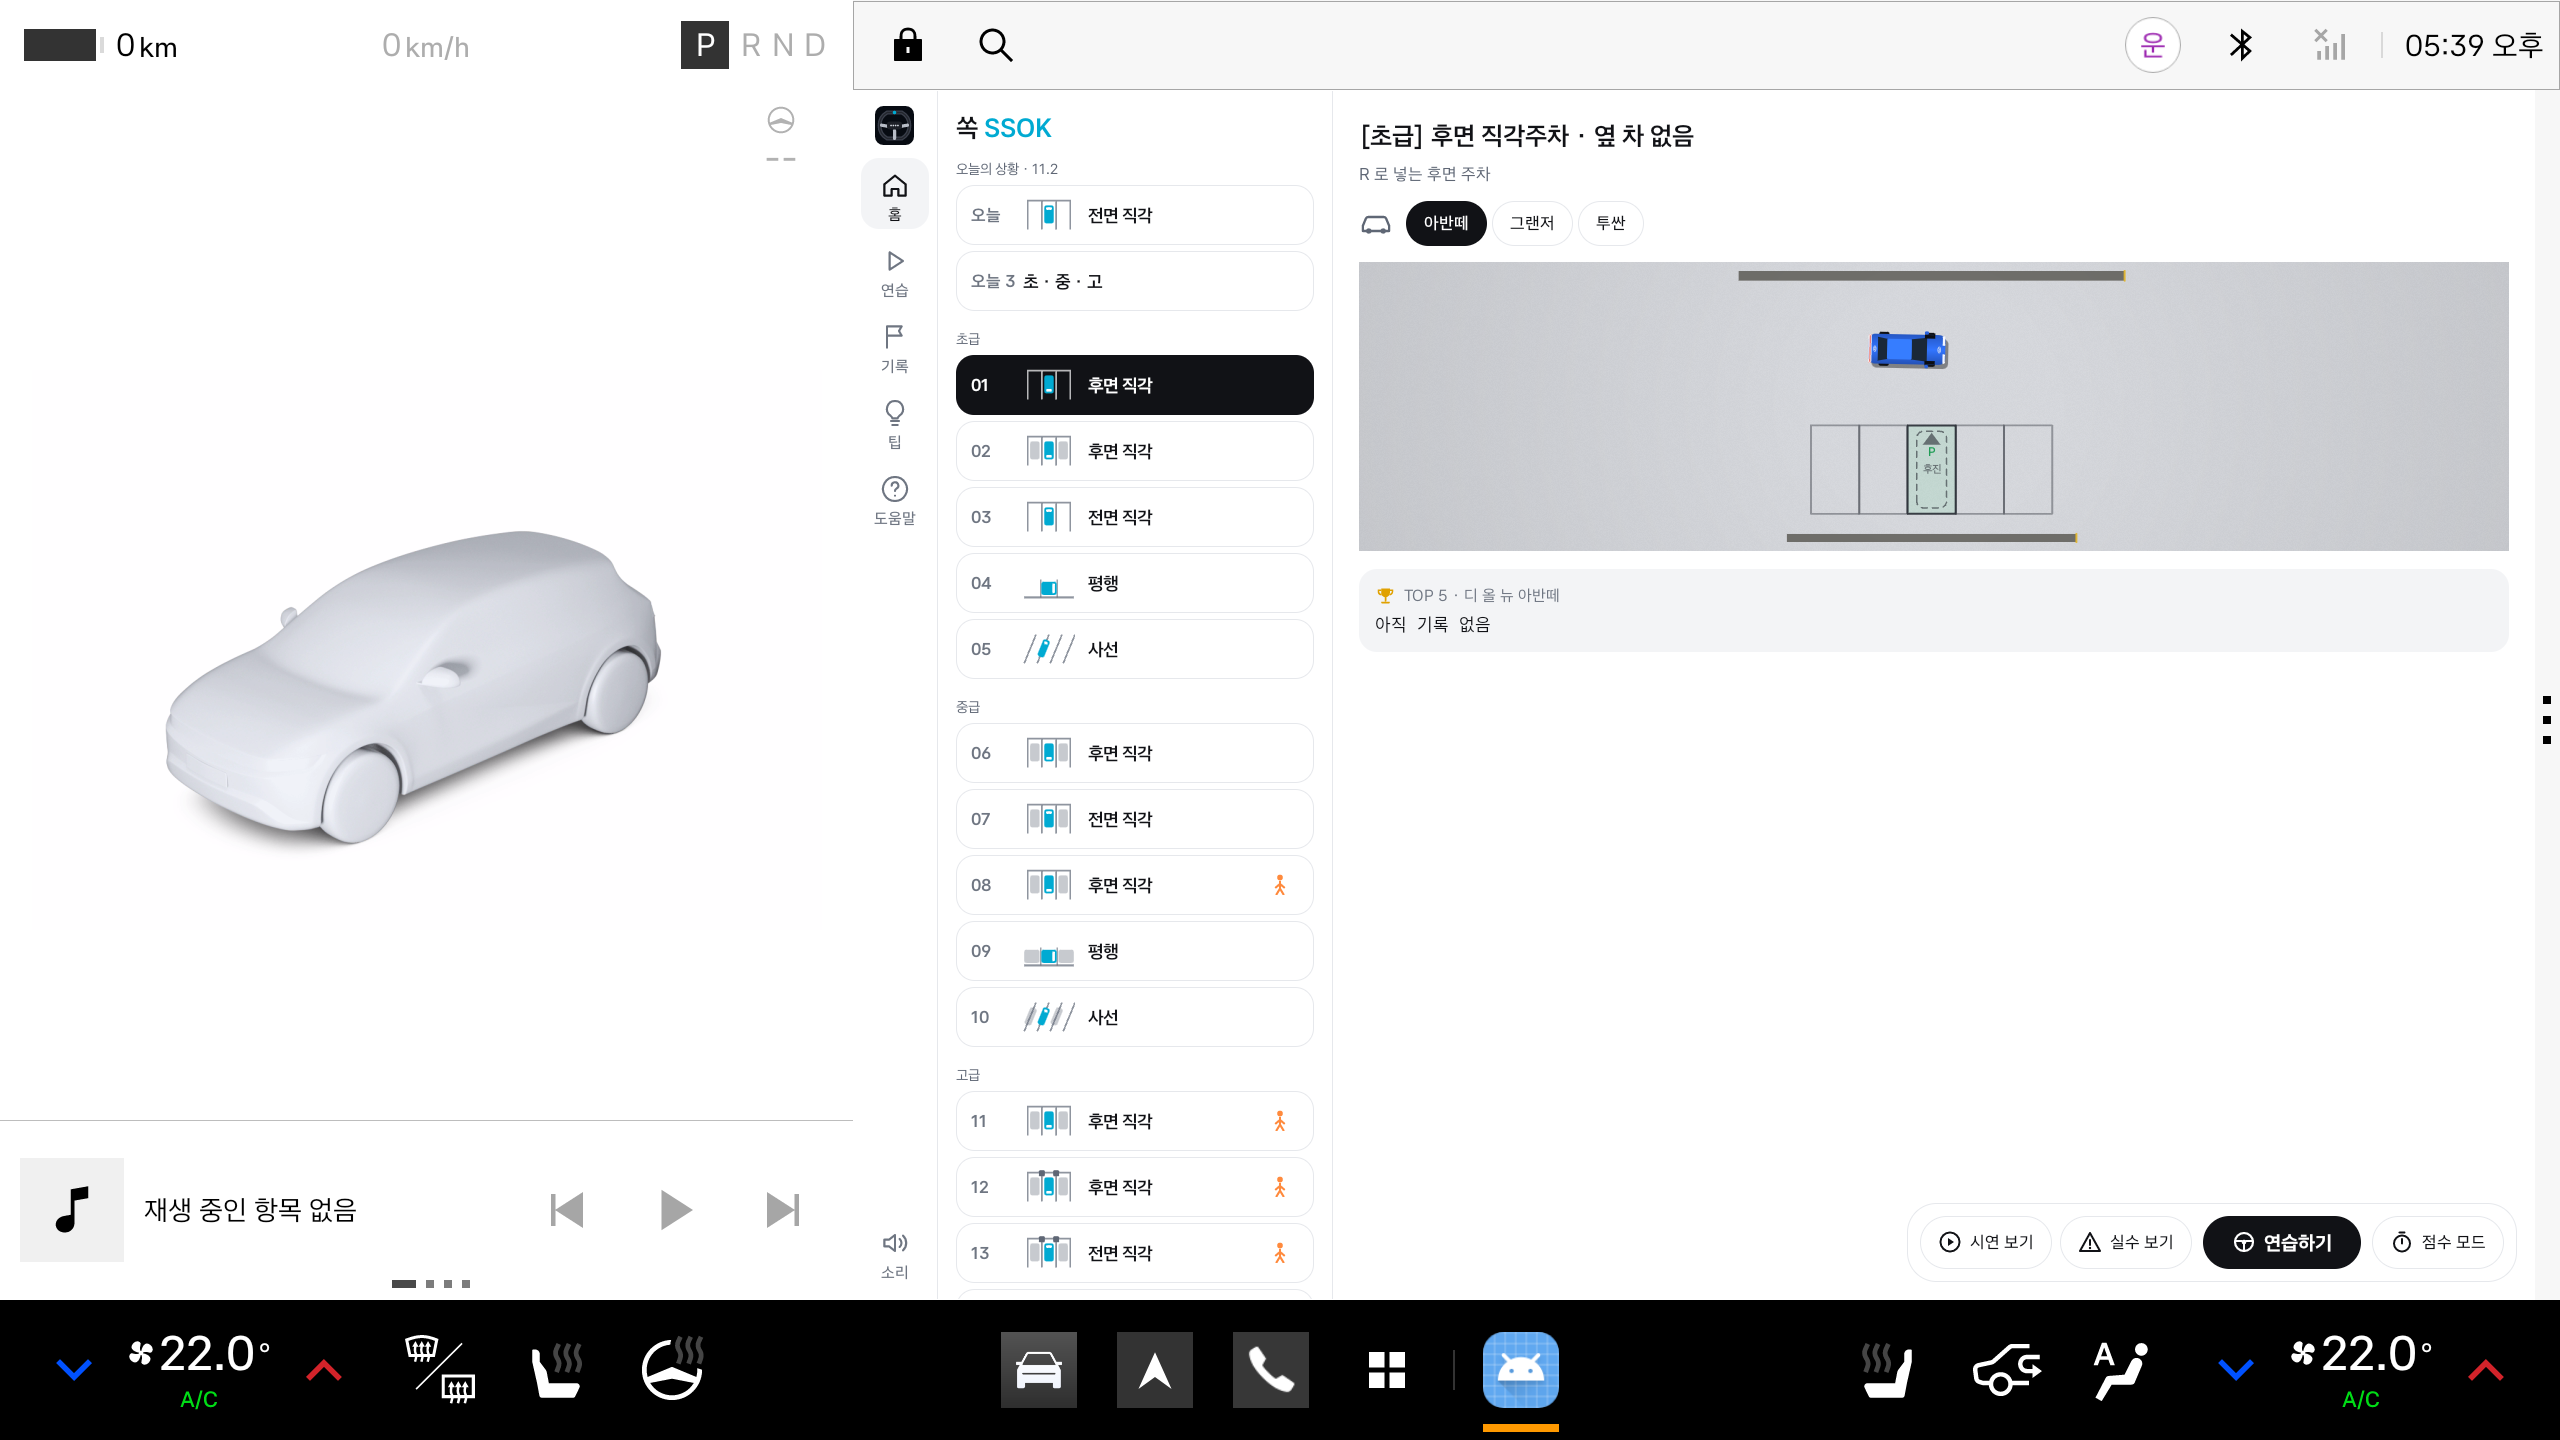 0 km
0 km/h
P R N D
운
05:39 오후
--
홈
연습
기록
팁
도움말
소리
쏙 SSOK
오늘의 상황 · 11.2
오늘 전면 직각
오늘 3 초 · 중 · 고
초급
01 후면 직각
02 후면 직각
03 전면 직각
04 평행
05 사선
중급
06 후면 직각
07 전면 직각
08 후면 직각
09 평행
10 사선
고급
11 후면 직각
12 후면 직각
13 전면 직각
[초급] 후면 직각주차 · 옆 차 없음
R 로 넣는 후면 주차
아반떼 그랜저 투싼
P
후진
TOP 5 · 디 올 뉴 아반떼
아직 기록 없음
시연 보기 실수 보기 연습하기 점수 모드
재생 중인 항목 없음
22.0°
A/C
A
22.0°
A/C